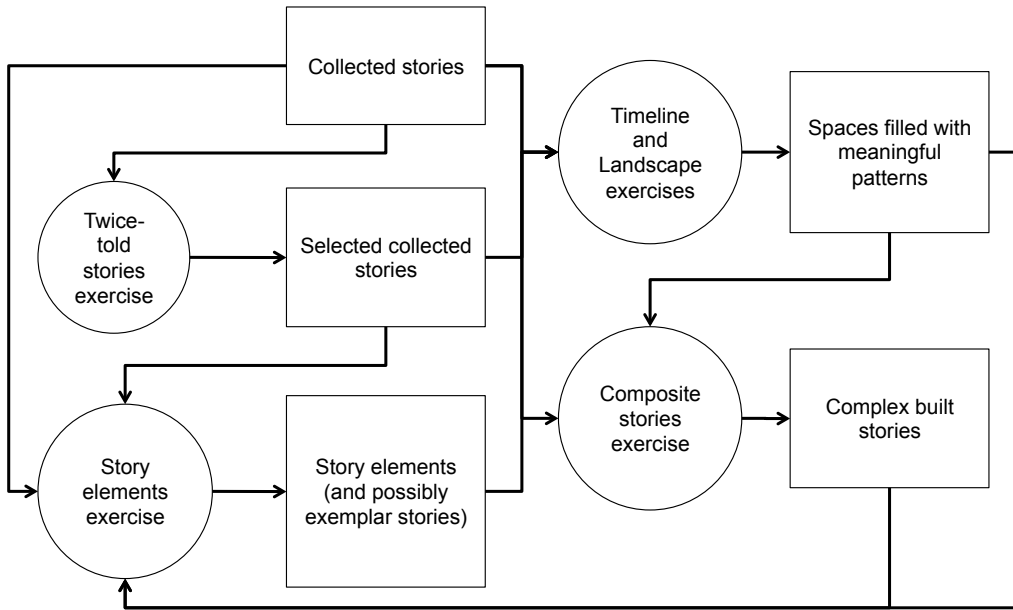 Collected stories
Timeline
and
Landscape
exercises
Spaces filled with
meaningful
patterns
Twice-
told
stories
exercise
Selected collected
stories
Composite
stories
exercise
Complex built
stories
Story
elements
exercise
Story elements
(and possibly
exemplar stories)